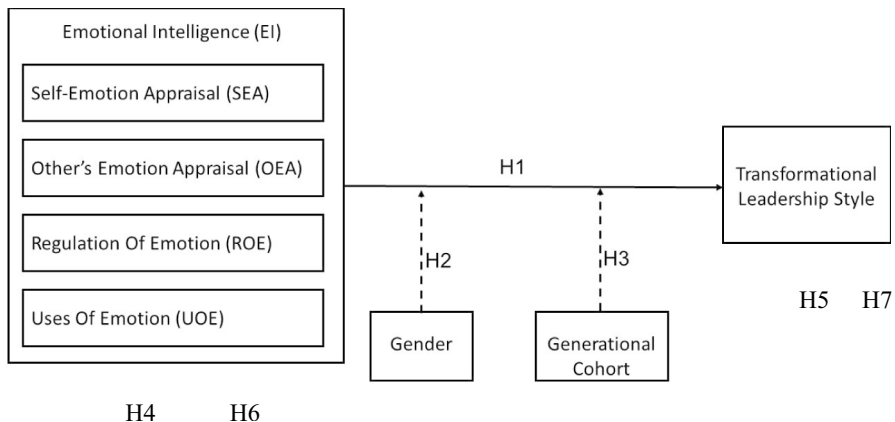 Emotional Intelligence (EI)
Self-Emotion Appraisal (SEA)
Other's Emotion Appraisal (OEA)
Regulation Of Emotion (ROE)
Uses Of Emotion (UOE)
H1
H2
H3
Gender
Generational
Cohort
Transformational
Leadership Style
H5 H7
H4 H6